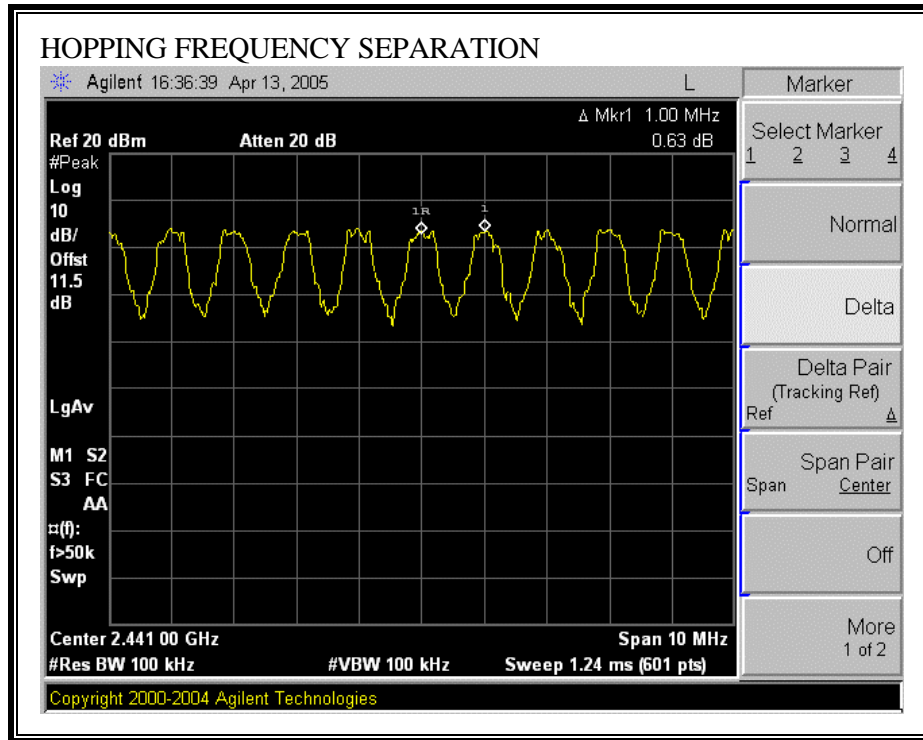 HOPPING FREQUENCY SEPARATION
Agilent 16:36:39 Apr 13, 2005 L
Δ Mkr1 1.00 MHz
Ref 20 dBm Atten 20 dB 0.63 dB
#Peak
Log
10
dB/
Offst
11.5
dB
1R 1
LgAv
M1 S2
S3 FC
AA
¤(f):
f>50k
Swp
Center 2.441 00 GHz Span 10 MHz
#Res BW 100 kHz #VBW 100 kHz Sweep 1.24 ms (601 pts)
Copyright 2000-2004 Agilent Technologies
Marker
Select Marker
1 2 3 4
Normal
Delta
Delta Pair
(Tracking Ref)
Ref Δ
Span Pair
Span Center
Off
More
1 of 2